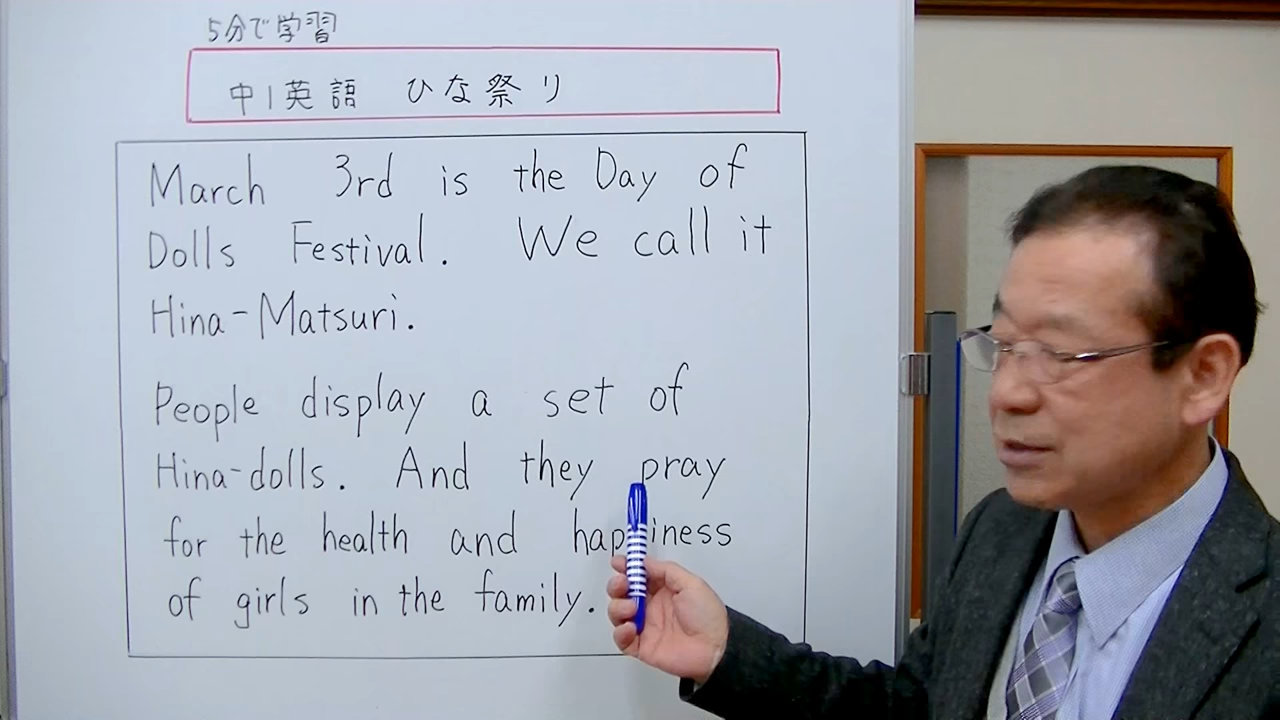 5分で学習
中1英語 ひな祭り
March 3rd is the Day of
Dolls Festival. We call it
Hina-Matsuri.
People display a set of
Hina-dolls. And they pray
for the health and happiness
of girls in the family.